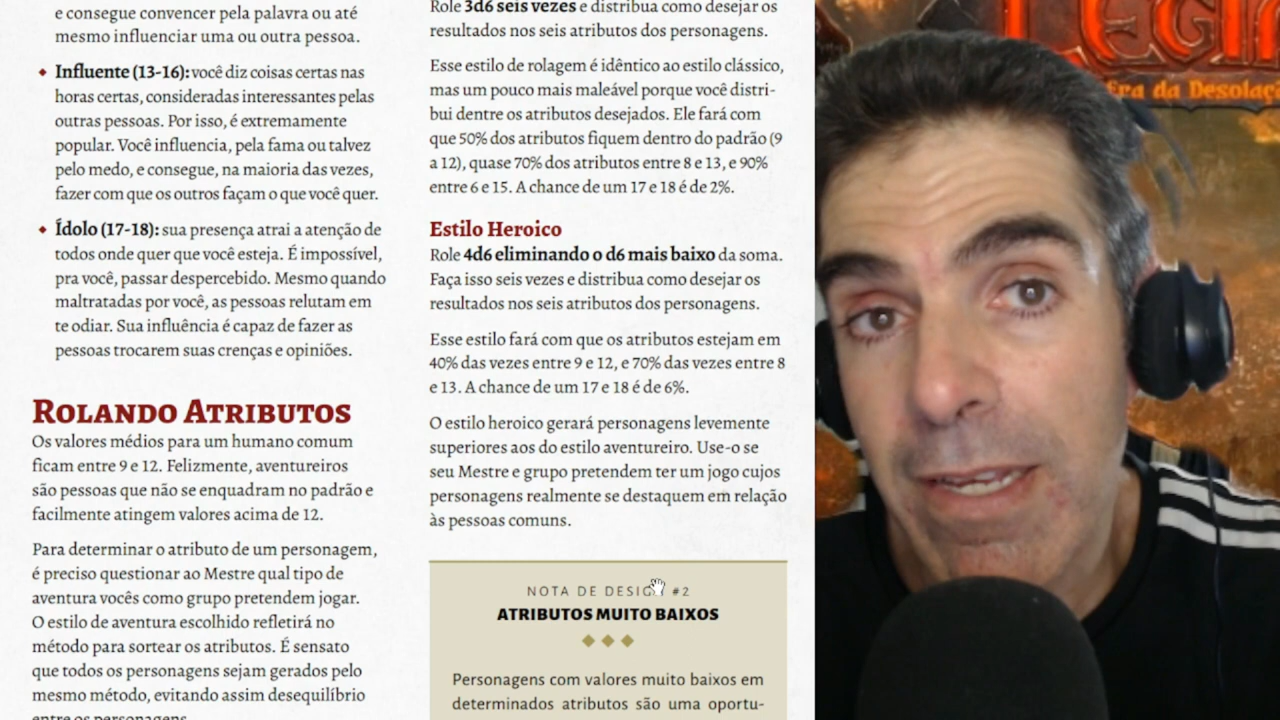 e consegue convencer pela palavra ou até
mesmo influenciar uma ou outra pessoa.
Influente (13-16): você diz coisas certas nas
horas certas, consideradas interessantes pelas
outras pessoas. Por isso, é extremamente
popular. Você influencia, pela fama ou talvez
pelo medo, e consegue, na maioria das vezes,
fazer com que os outros façam o que você quer.
Ídolo (17-18): sua presença atrai a atenção de
todos onde quer que você esteja. É impossível,
pra você, passar despercebido. Mesmo quando
maltratadas por você, as pessoas relutam em
te odiar. Sua influência é capaz de fazer as
pessoas trocarem suas crenças e opiniões.
Rolando Atributos
Os valores médios para um humano comum
ficam entre 9 e 12. Felizmente, aventureiros
são pessoas que não se enquadram no padrão e
facilmente atingem valores acima de 12.
Para determinar o atributo de um personagem,
é preciso questionar ao Mestre qual tipo de
aventura vocês como grupo pretendem jogar.
O estilo de aventura escolhido refletirá no
método para sortear os atributos. É sensato
que todos os personagens sejam gerados pelo
mesmo método, evitando assim desequilíbrio
entre os personagens.
Role 3d6 seis vezes e distribua como desejar os
resultados nos seis atributos dos personagens.
Esse estilo de rolagem é idêntico ao estilo clássico,
mas um pouco mais maleável porque você distri-
bui dentre os atributos desejados. Ele fará com
que 50% dos atributos fiquem dentro do padrão (9
a 12), quase 70% dos atributos entre 8 e 13, e 90%
entre 6 e 15. A chance de um 17 e 18 é de 2%.
Estilo Heroico
Role 4d6 eliminando o d6 mais baixo da soma.
Faça isso seis vezes e distribua como desejar os
resultados nos seis atributos dos personagens.
Esse estilo fará com que os atributos estejam em
40% das vezes entre 9 e 12, e 70% das vezes entre 8
e 13. A chance de um 17 e 18 é de 6%.
O estilo heroico gerará personagens levemente
superiores aos do estilo aventureiro. Use-o se
seu Mestre e grupo pretendem ter um jogo cujos
personagens realmente se destaquem em relação
às pessoas comuns.
NOTA DE DESIGN #2
ATRIBUTOS MUITO BAIXOS
Personagens com valores muito baixos em
determinados atributos são uma oportu-
Era da Desolaçã